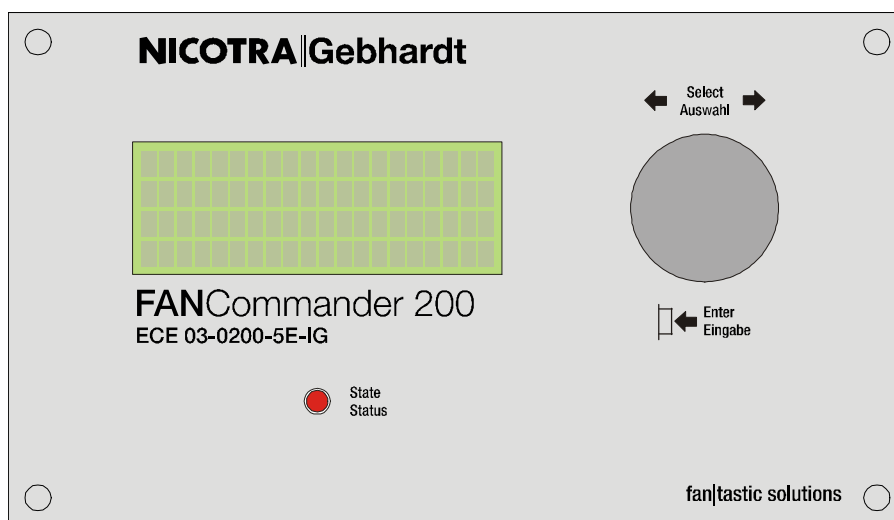 NICOTRA||Gebhardt
Select
Auswahl
FANCommander 200
ECE 03-0200-5E-IG
Enter
Eingabe
State
Status
fan|tastic solutions